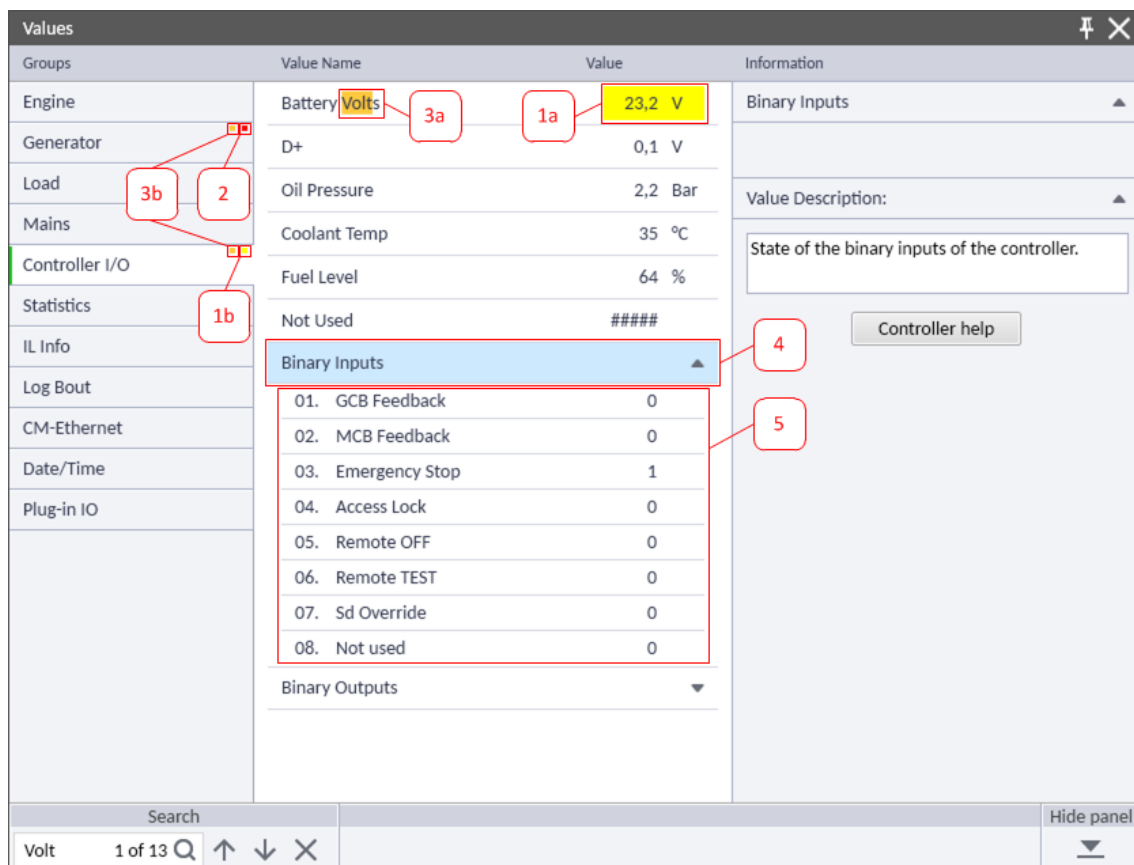 Values
Groups
Value Name
Value
Information
Engine
Generator
Load
Mains
Controller I/O
Statistics
IL Info
Log Bout
CM-Ethernet
Date/Time
Plug-in IO
3b
2
1b
Battery Volts
3a
1a
23,2 V
D+ 0,1 V
Oil Pressure 2,2 Bar
Coolant Temp 35 °C
Fuel Level 64 %
Not Used #####
Binary Inputs
4
01. GCB Feedback 0
02. MCB Feedback 0
03. Emergency Stop 1
04. Access Lock 0
05. Remote OFF 0
06. Remote TEST 0
07. Sd Override 0
08. Not used 0
5
Binary Outputs
Binary Inputs
Value Description:
State of the binary inputs of the controller.
Controller help
Search
Volt 1 of 13
Hide panel